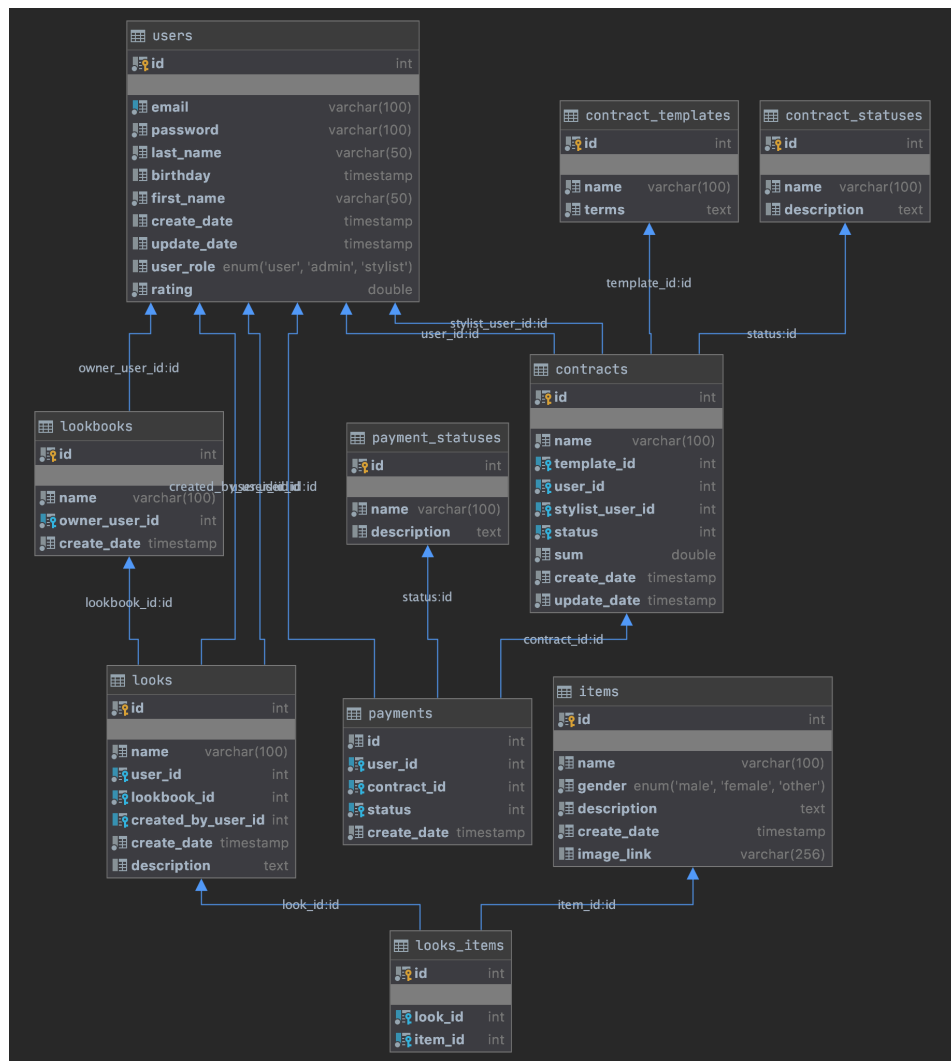 users
id int
email varchar(100)
password varchar(100)
last_name varchar(50)
birthday timestamp
first_name varchar(50)
create_date timestamp
update_date timestamp
user_role enum('user', 'admin', 'stylist')
rating double
contract_templates
id int
name varchar(100)
terms text
contract_statuses
id int
name varchar(100)
description text
template_id:id
stylist_user_id:id
user_id:id
status:id
owner_user_id:id
contracts
id int
name varchar(100)
template_id int
user_id int
stylist_user_id int
status int
sum double
create_date timestamp
update_date timestamp
lookbooks
id int
name varchar(100)
owner_user_id int
create_date timestamp
payment_statuses
id int
name varchar(100)
description text
status:id
lookbook_id:id
contract_id:id
looks
id int
name varchar(100)
user_id int
lookbook_id int
created_by_user_id int
create_date timestamp
description text
payments
id int
user_id int
contract_id int
status int
create_date timestamp
items
id int
name varchar(100)
gender enum('male', 'female', 'other')
description text
create_date timestamp
image_link varchar(256)
look_id:id
item_id:id
looks_items
id int
look_id int
item_id int